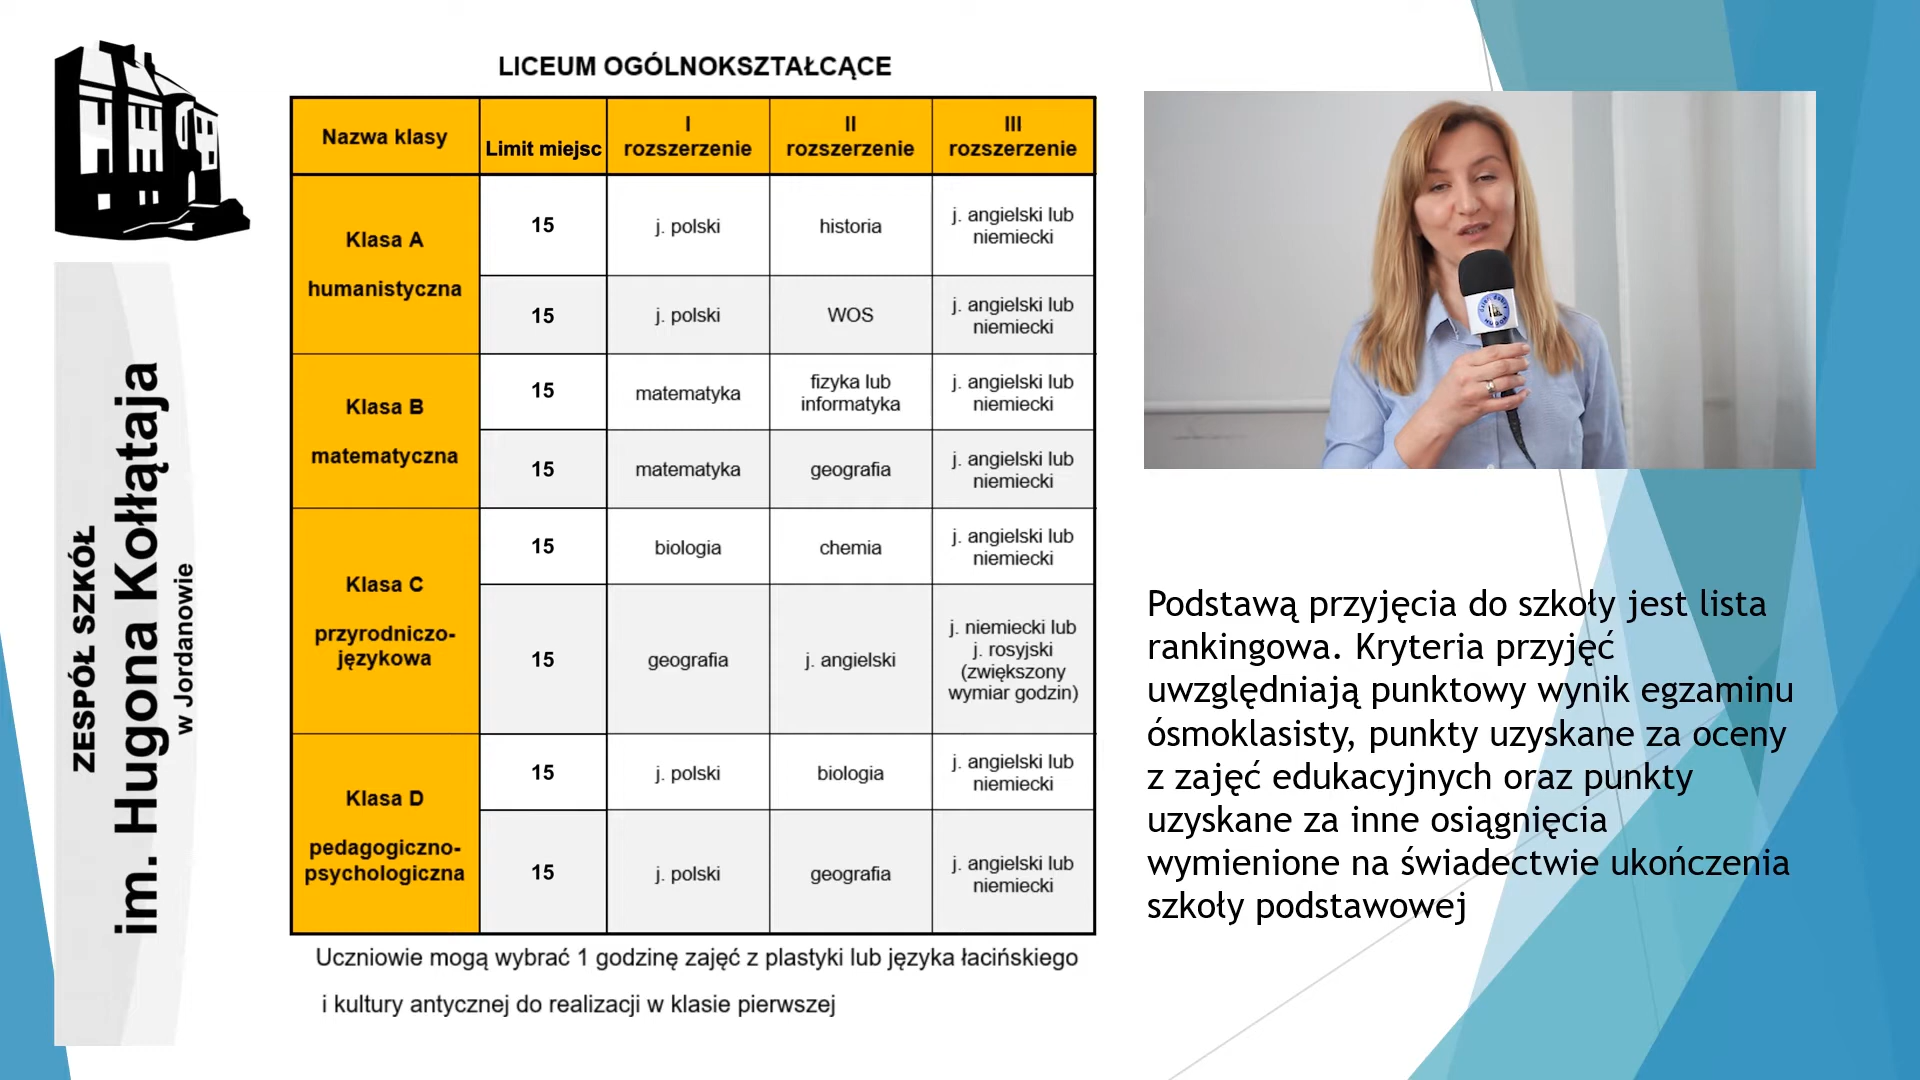 ZESPÓŁ SZKÓŁ
im. Hugona Kołłątaja
w Jordanowie
LICEUM OGÓLNOKSZTAŁCĄCE
Nazwa klasy
Limit miejsc
I
rozszerzenie
II
rozszerzenie
III
rozszerzenie
Klasa A
humanistyczna
15
j. polski
historia
j. angielski lub
niemiecki
15
j. polski
WOS
j. angielski lub
niemiecki
Klasa B
matematyczna
15
matematyka
fizyka lub
informatyka
j. angielski lub
niemiecki
15
matematyka
geografia
j. angielski lub
niemiecki
Klasa C
przyrodniczo-
językowa
15
biologia
chemia
j. angielski lub
niemiecki
15
geografia
j. angielski
j. niemiecki lub
j. rosyjski
(zwiększony
wymiar godzin)
Klasa D
pedagogiczno-
psychologiczna
15
j. polski
biologia
j. angielski lub
niemiecki
15
j. polski
geografia
j. angielski lub
niemiecki
Uczniowie mogą wybrać 1 godzinę zajęć z plastyki lub języka łacińskiego
i kultury antycznej do realizacji w klasie pierwszej
Podstawą przyjęcia do szkoły jest lista
rankingowa. Kryteria przyjęć
uwzględniają punktowy wynik egzaminu
ósmoklasisty, punkty uzyskane za oceny
z zajęć edukacyjnych oraz punkty
uzyskane za inne osiągnięcia
wymienione na świadectwie ukończenia
szkoły podstawowej